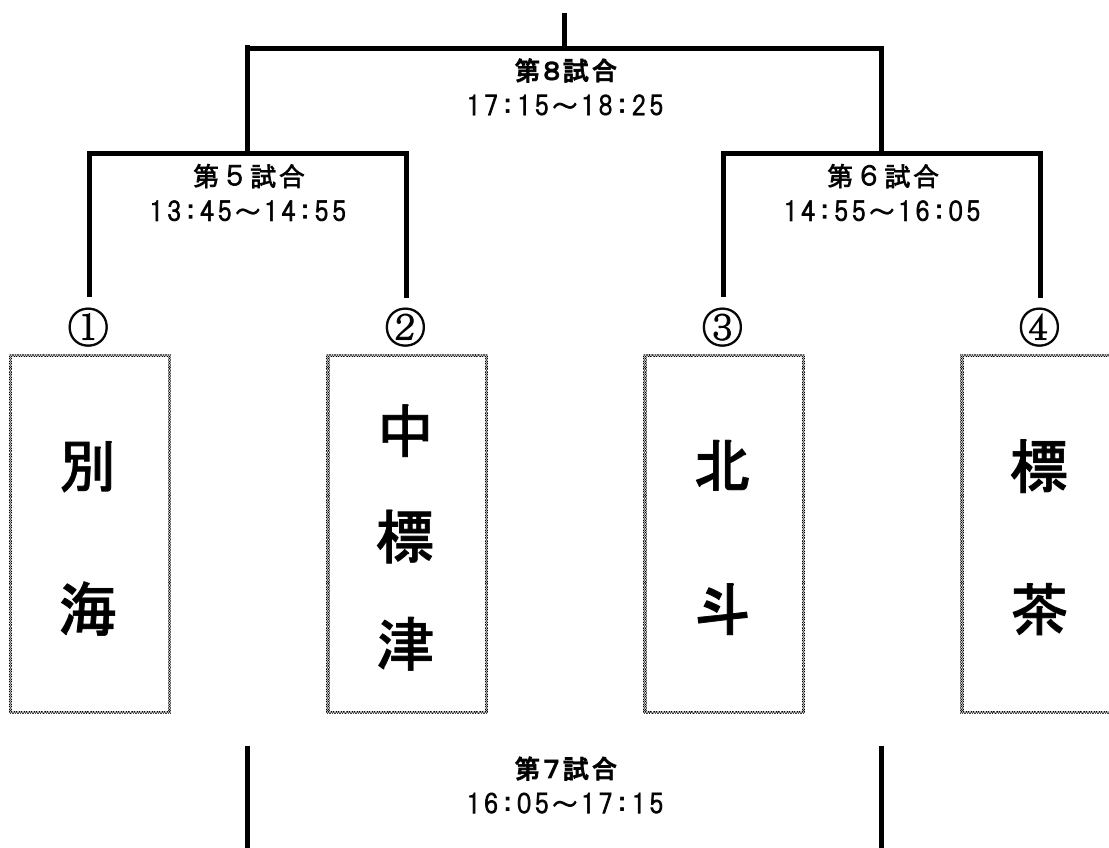 第8試合
17:15～18:25
第５試合
13:45～14:55
第６試合
14:55～16:05
①
②
③
④
別海
中標津
北斗
標茶
第7試合
16:05～17:15